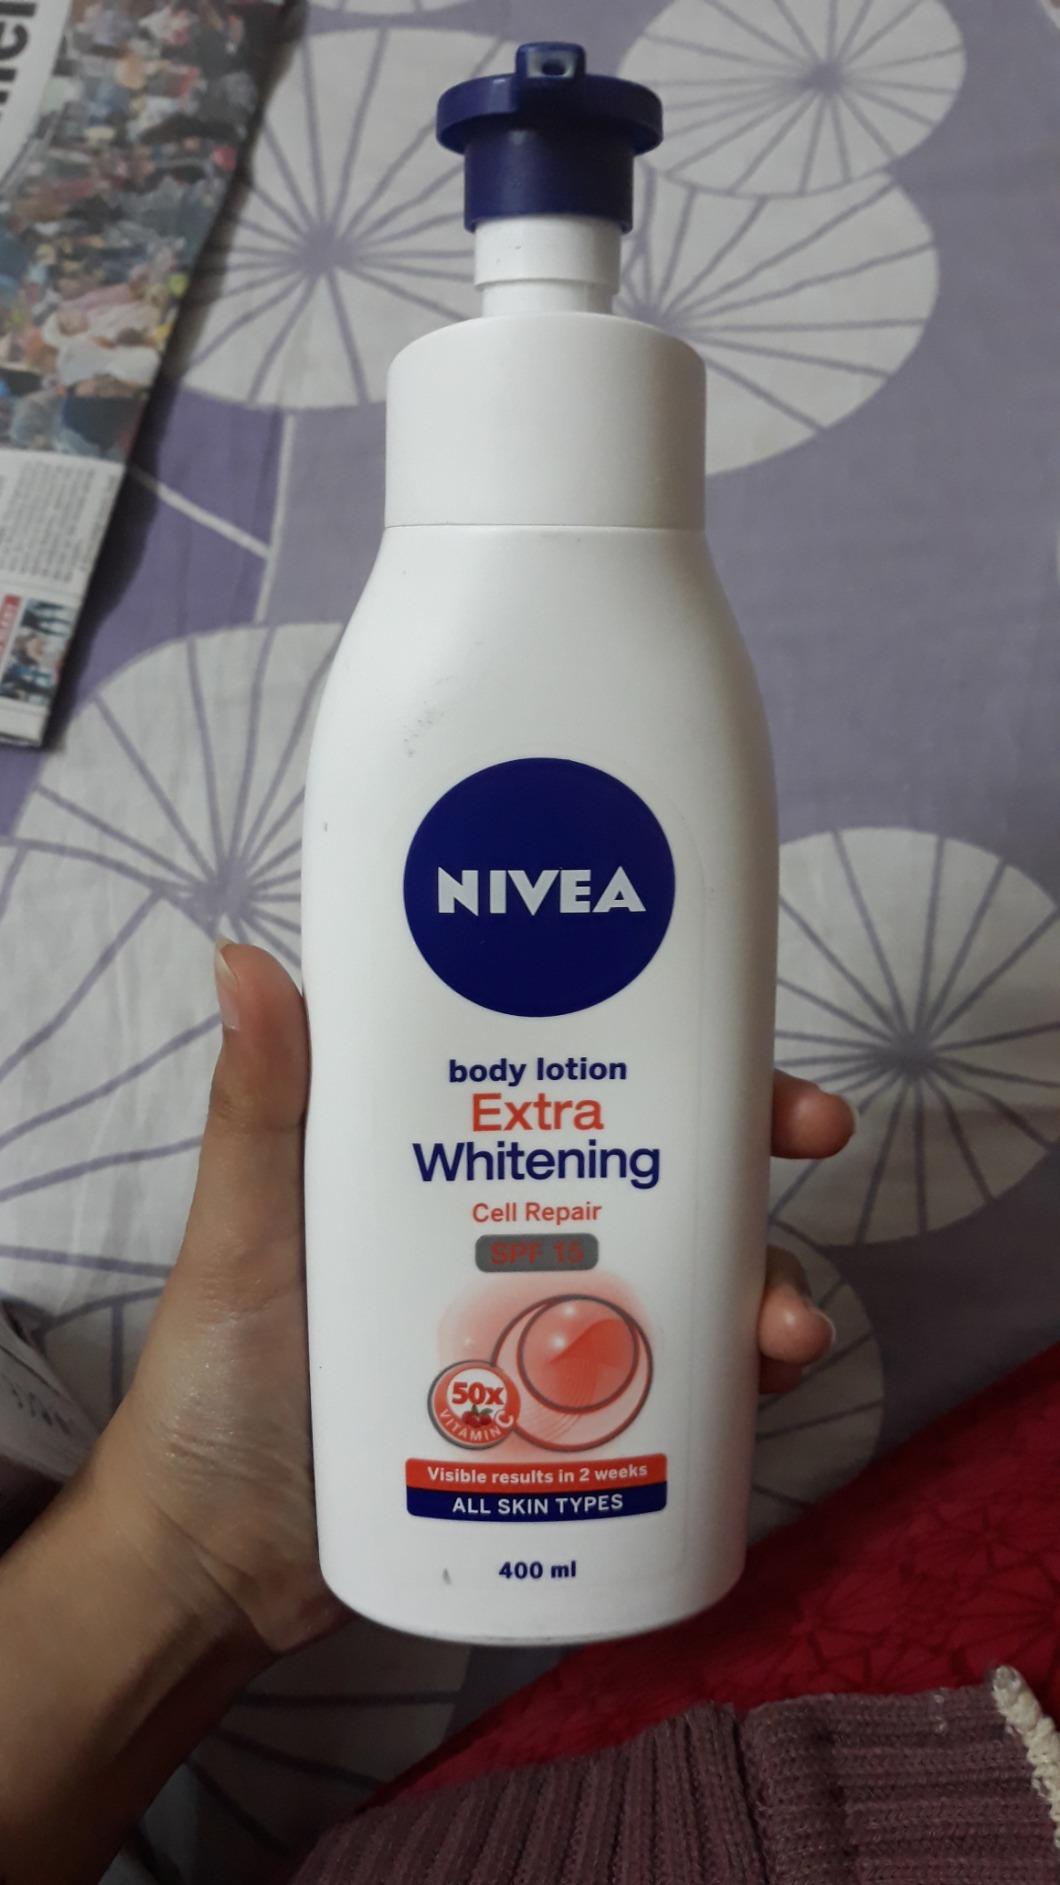 NIVEA
body lotion
Extra
Whitening
Cell Repair
SPF 15
50x
VITAMIN C
Visible results in 2 weeks
ALL SKIN TYPES
400 ml